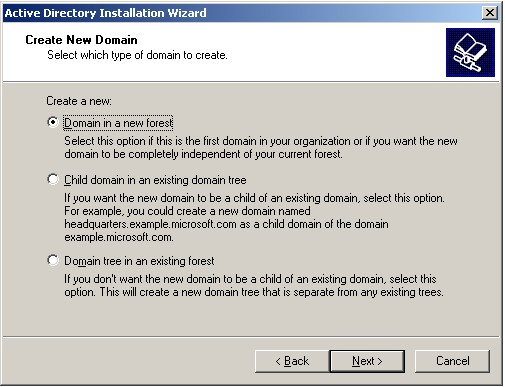 Active Directory Installation Wizard
Create New Domain
Select which type of domain to create.
Create a new:
Domain in a new forest
Select this option if this is the first domain in your organization or if you want the new
domain to be completely independent of your current forest.
Child domain in an existing domain tree
If you want the new domain to be a child of an existing domain, select this option.
For example, you could create a new domain named
headquarters.example.microsoft.com as a child domain of the domain
example.microsoft.com.
Domain tree in an existing forest
If you don't want the new domain to be a child of an existing domain, select this
option. This will create a new domain tree that is separate from any existing trees.
< Back
Next >
Cancel